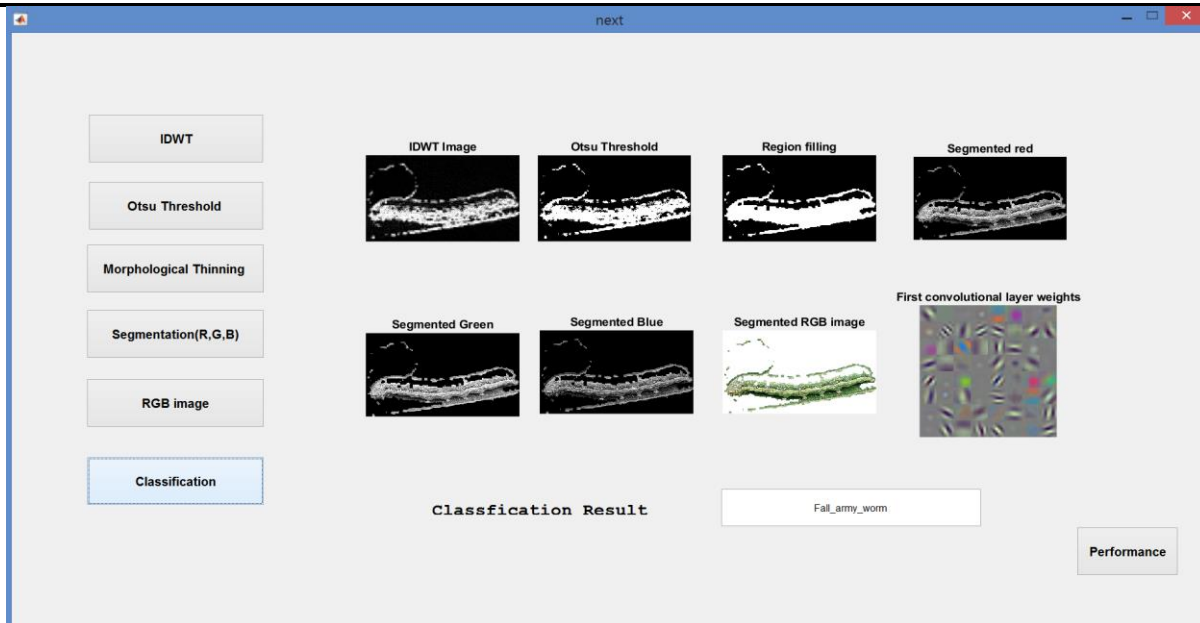 next
IDWT
Otsu Threshold
Morphological Thinning
Segmentation(R,G,B)
RGB image
Classification
IDWT Image
Otsu Threshold
Region filling
Segmented red
Segmented Green
Segmented Blue
Segmented RGB image
First convolutional layer weights
Classfication Result
Fall_army_worm
Performance